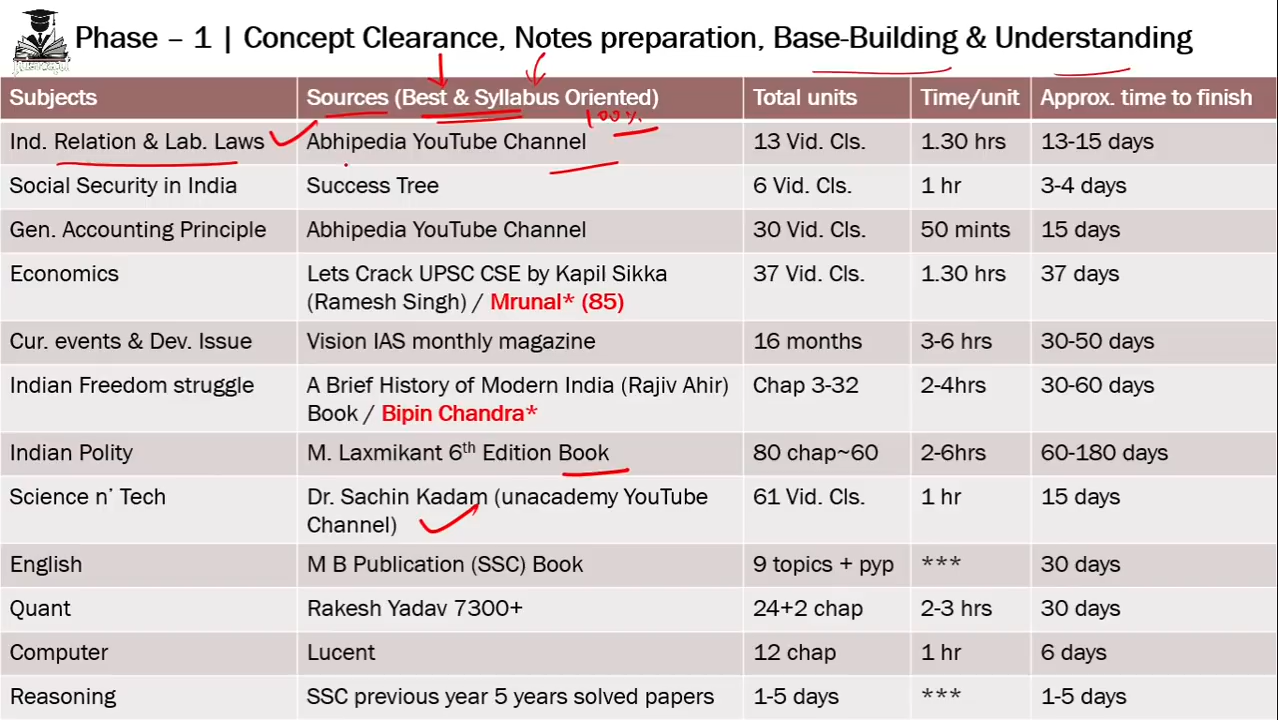 Phase – 1 | Concept Clearance, Notes preparation, Base-Building & Understanding
Subjects Sources (Best & Syllabus Oriented) Total units Time/unit Approx. time to finish
100%
Ind. Relation & Lab. Laws Abhipedia YouTube Channel 13 Vid. Cls. 1.30 hrs 13-15 days
Social Security in India Success Tree 6 Vid. Cls. 1 hr 3-4 days
Gen. Accounting Principle Abhipedia YouTube Channel 30 Vid. Cls. 50 mints 15 days
Economics Lets Crack UPSC CSE by Kapil Sikka 37 Vid. Cls. 1.30 hrs 37 days
(Ramesh Singh) / Mrunal* (85)
Cur. events & Dev. Issue Vision IAS monthly magazine 16 months 3-6 hrs 30-50 days
Indian Freedom struggle A Brief History of Modern India (Rajiv Ahir) Chap 3-32 2-4hrs 30-60 days
Book / Bipin Chandra*
Indian Polity M. Laxmikant 6th Edition Book 80 chap~60 2-6hrs 60-180 days
Science n' Tech Dr. Sachin Kadam (unacademy YouTube 61 Vid. Cls. 1 hr 15 days
Channel)
English M B Publication (SSC) Book 9 topics + pyp *** 30 days
Quant Rakesh Yadav 7300+ 24+2 chap 2-3 hrs 30 days
Computer Lucent 12 chap 1 hr 6 days
Reasoning SSC previous year 5 years solved papers 1-5 days *** 1-5 days